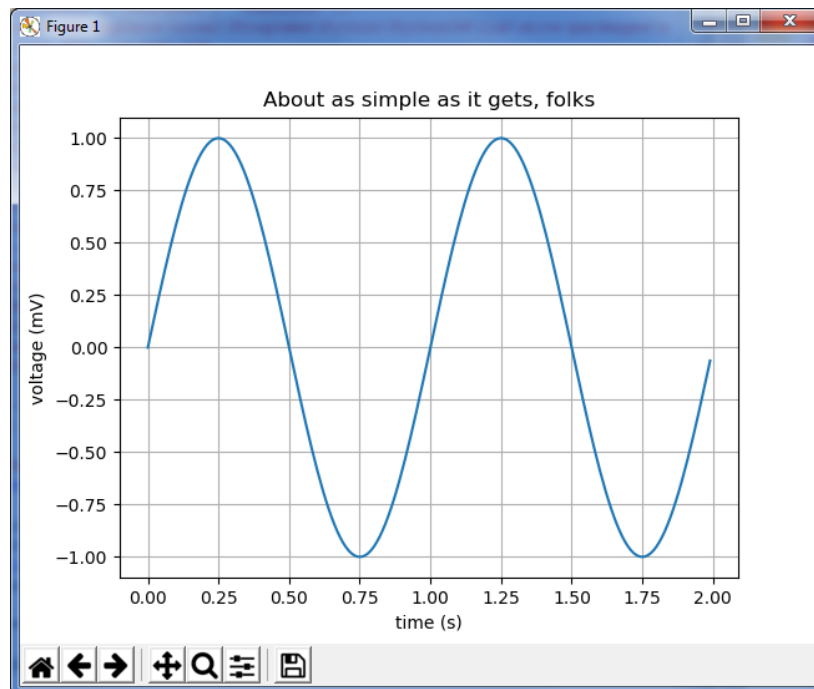 Figure 1
About as simple as it gets, folks
1.00
0.75
0.50
0.25
0.00
−0.25
−0.50
−0.75
−1.00
voltage (mV)
0.00 0.25 0.50 0.75 1.00 1.25 1.50 1.75 2.00
time (s)